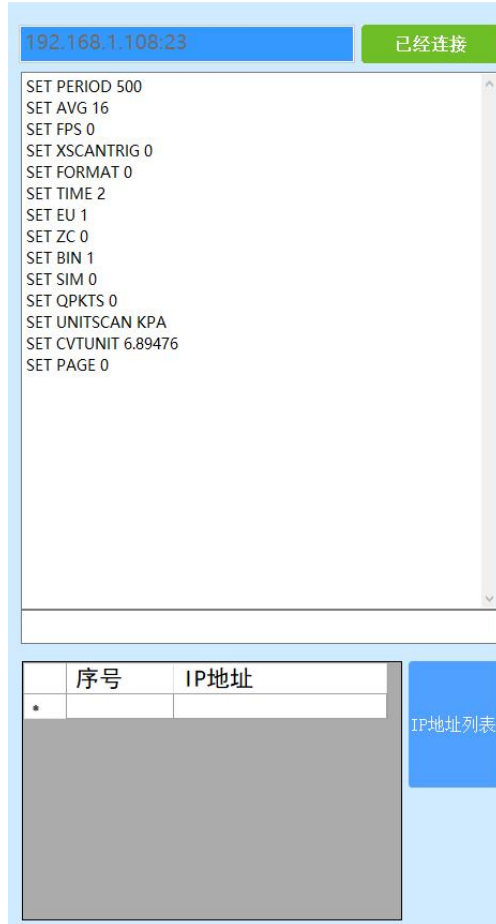 192.168.1.108:23
已经连接
SET PERIOD 500
SET AVG 16
SET FPS 0
SET XSCANTRIG 0
SET FORMAT 0
SET TIME 2
SET EU 1
SET ZC 0
SET BIN 1
SET SIM 0
SET QPKTS 0
SET UNITSCAN KPA
SET CVTUNIT 6.89476
SET PAGE 0
序号 IP地址
IP地址列表